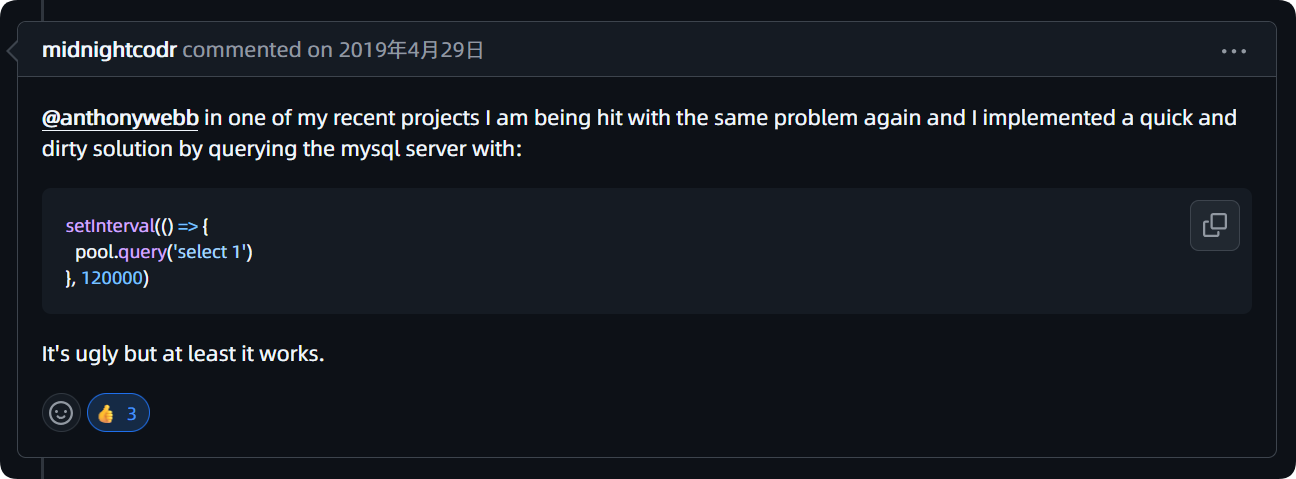 midnightcodr commented on 2019年4月29日
@anthonywebb in one of my recent projects I am being hit with the same problem again and I implemented a quick and
dirty solution by querying the mysql server with:
setInterval(() => {
  pool.query('select 1')
}, 120000)
It's ugly but at least it works.
👍 3